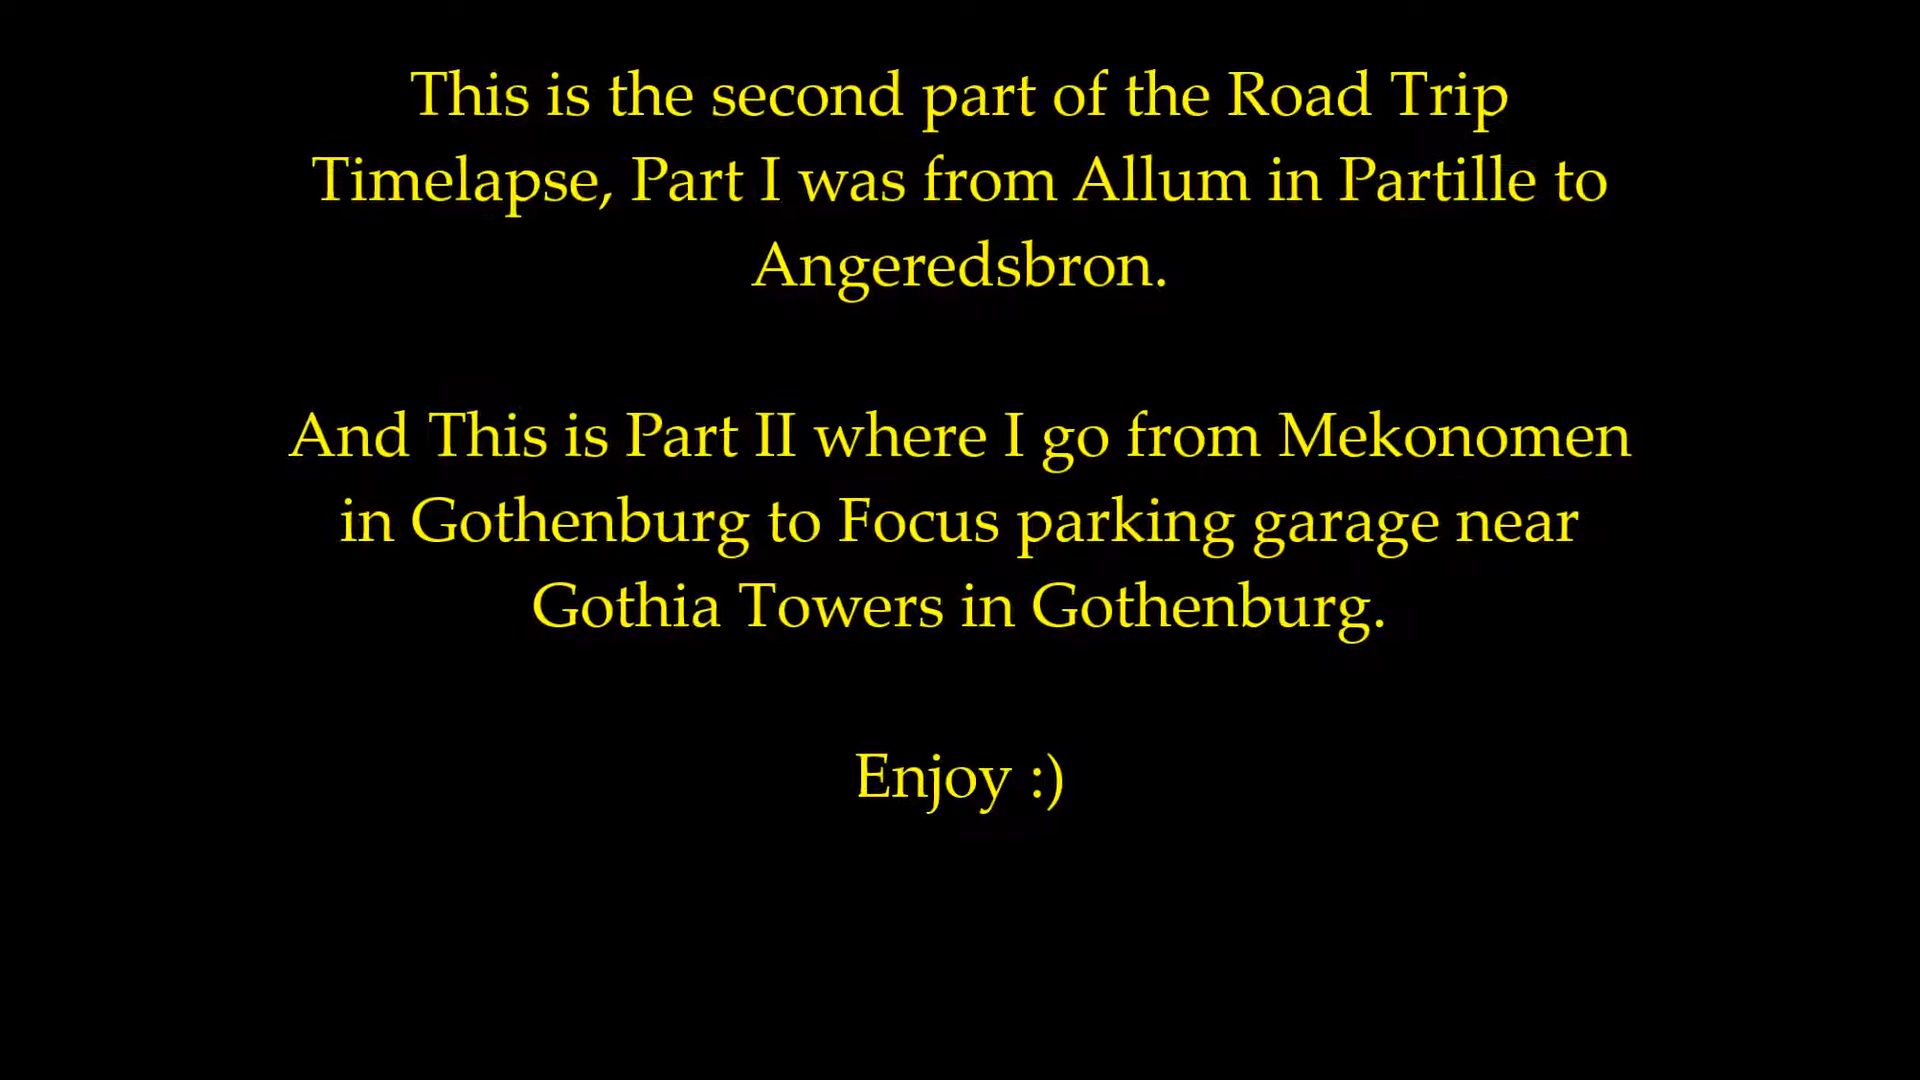 This is the second part of the Road Trip
Timelapse, Part I was from Allum in Partille to
Angeredsbron.
And This is Part II where I go from Mekonomen
in Gothenburg to Focus parking garage near
Gothia Towers in Gothenburg.
Enjoy :)